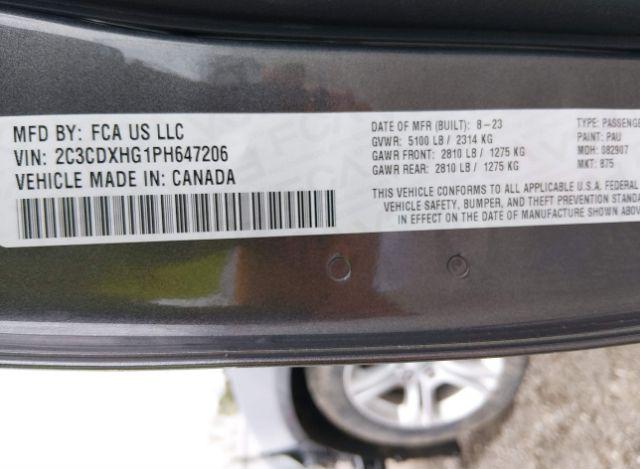 MFD BY: FCA US LLC
VIN: 2C3CDXHG1PH647206
VEHICLE MADE IN: CANADA
DATE OF MFR (BUILT): 8-23
GVWR: 5100 LB / 2314 KG
GAWR FRONT: 2810 LB / 1275 KG
GAWR REAR: 2810 LB / 1275 KG
THIS VEHICLE CONFORMS TO ALL APPLICABLE U.S.A. FEDERAL
VEHICLE SAFETY, BUMPER, AND THEFT PREVENTION STANDA
IN EFFECT ON THE DATE OF MANUFACTURE SHOWN ABOV
TYPE: PASSENGE
PAINT: PAU
MDH: 082907
MKT: B75